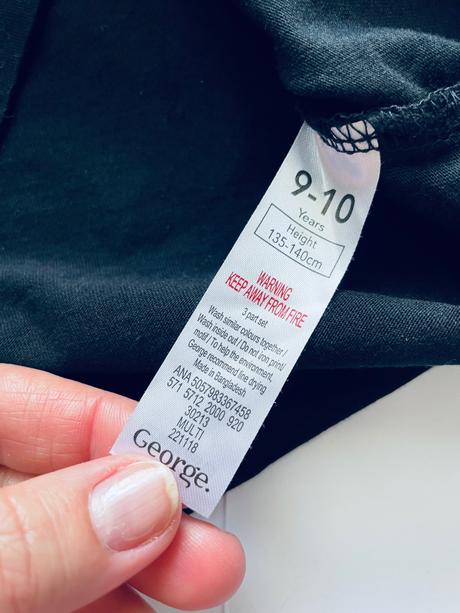 9-10
Years
Height
135-140cm
WARNING
KEEP AWAY FROM FIRE
3 part set
Wash similar colours together /
Wash inside out / Do not iron print/
motif / To help the environment,
George recommend line drying
Made in Bangladesh
ANA 5057983367458
571 5712 2000 920
30213
MULTI
221118
George.